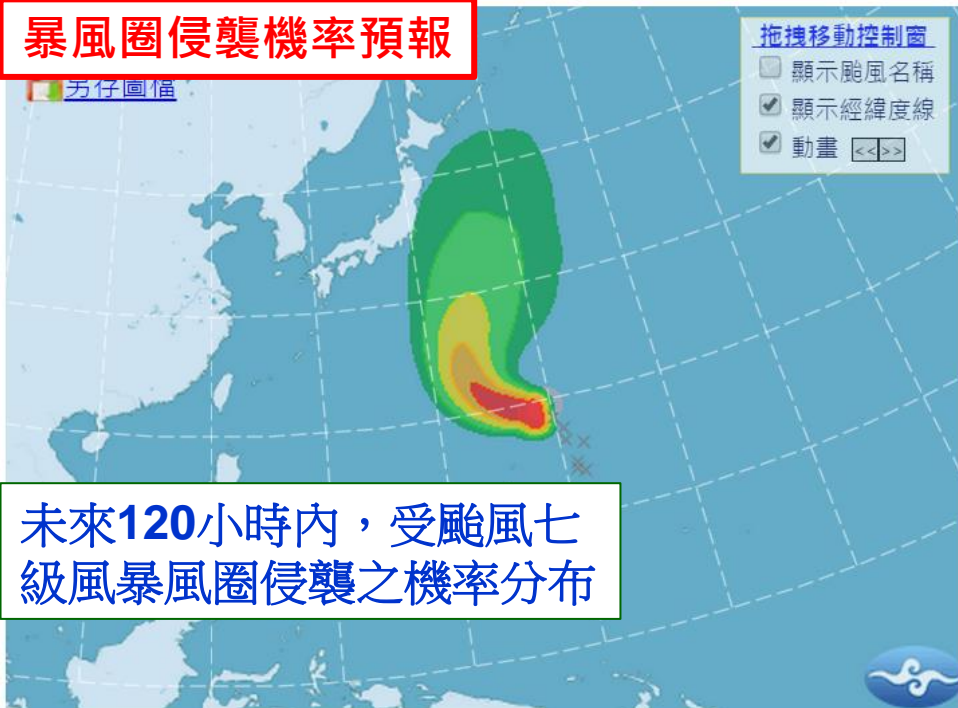 暴風圈侵襲機率預報
另存圖檔
拖拽移動控制窗
顯示颱風名稱
顯示經緯度線
動畫 <<>>
未來120小時內，受颱風七
級風暴風圈侵襲之機率分布